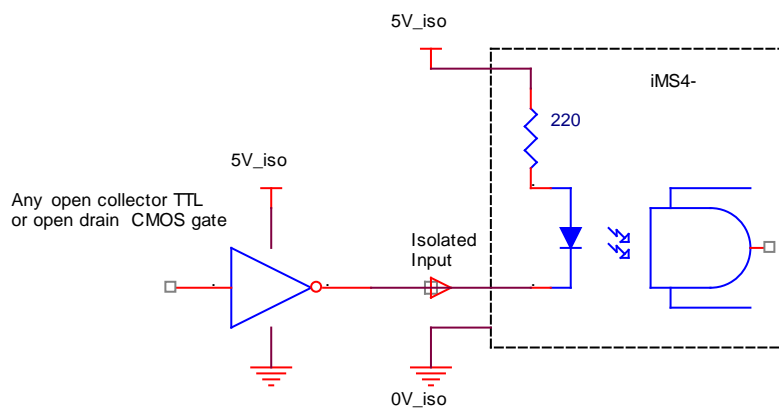 5V_iso
iMS4-
220
5V_iso
Any open collector TTL
or open drain CMOS gate
Isolated
Input
0V_iso